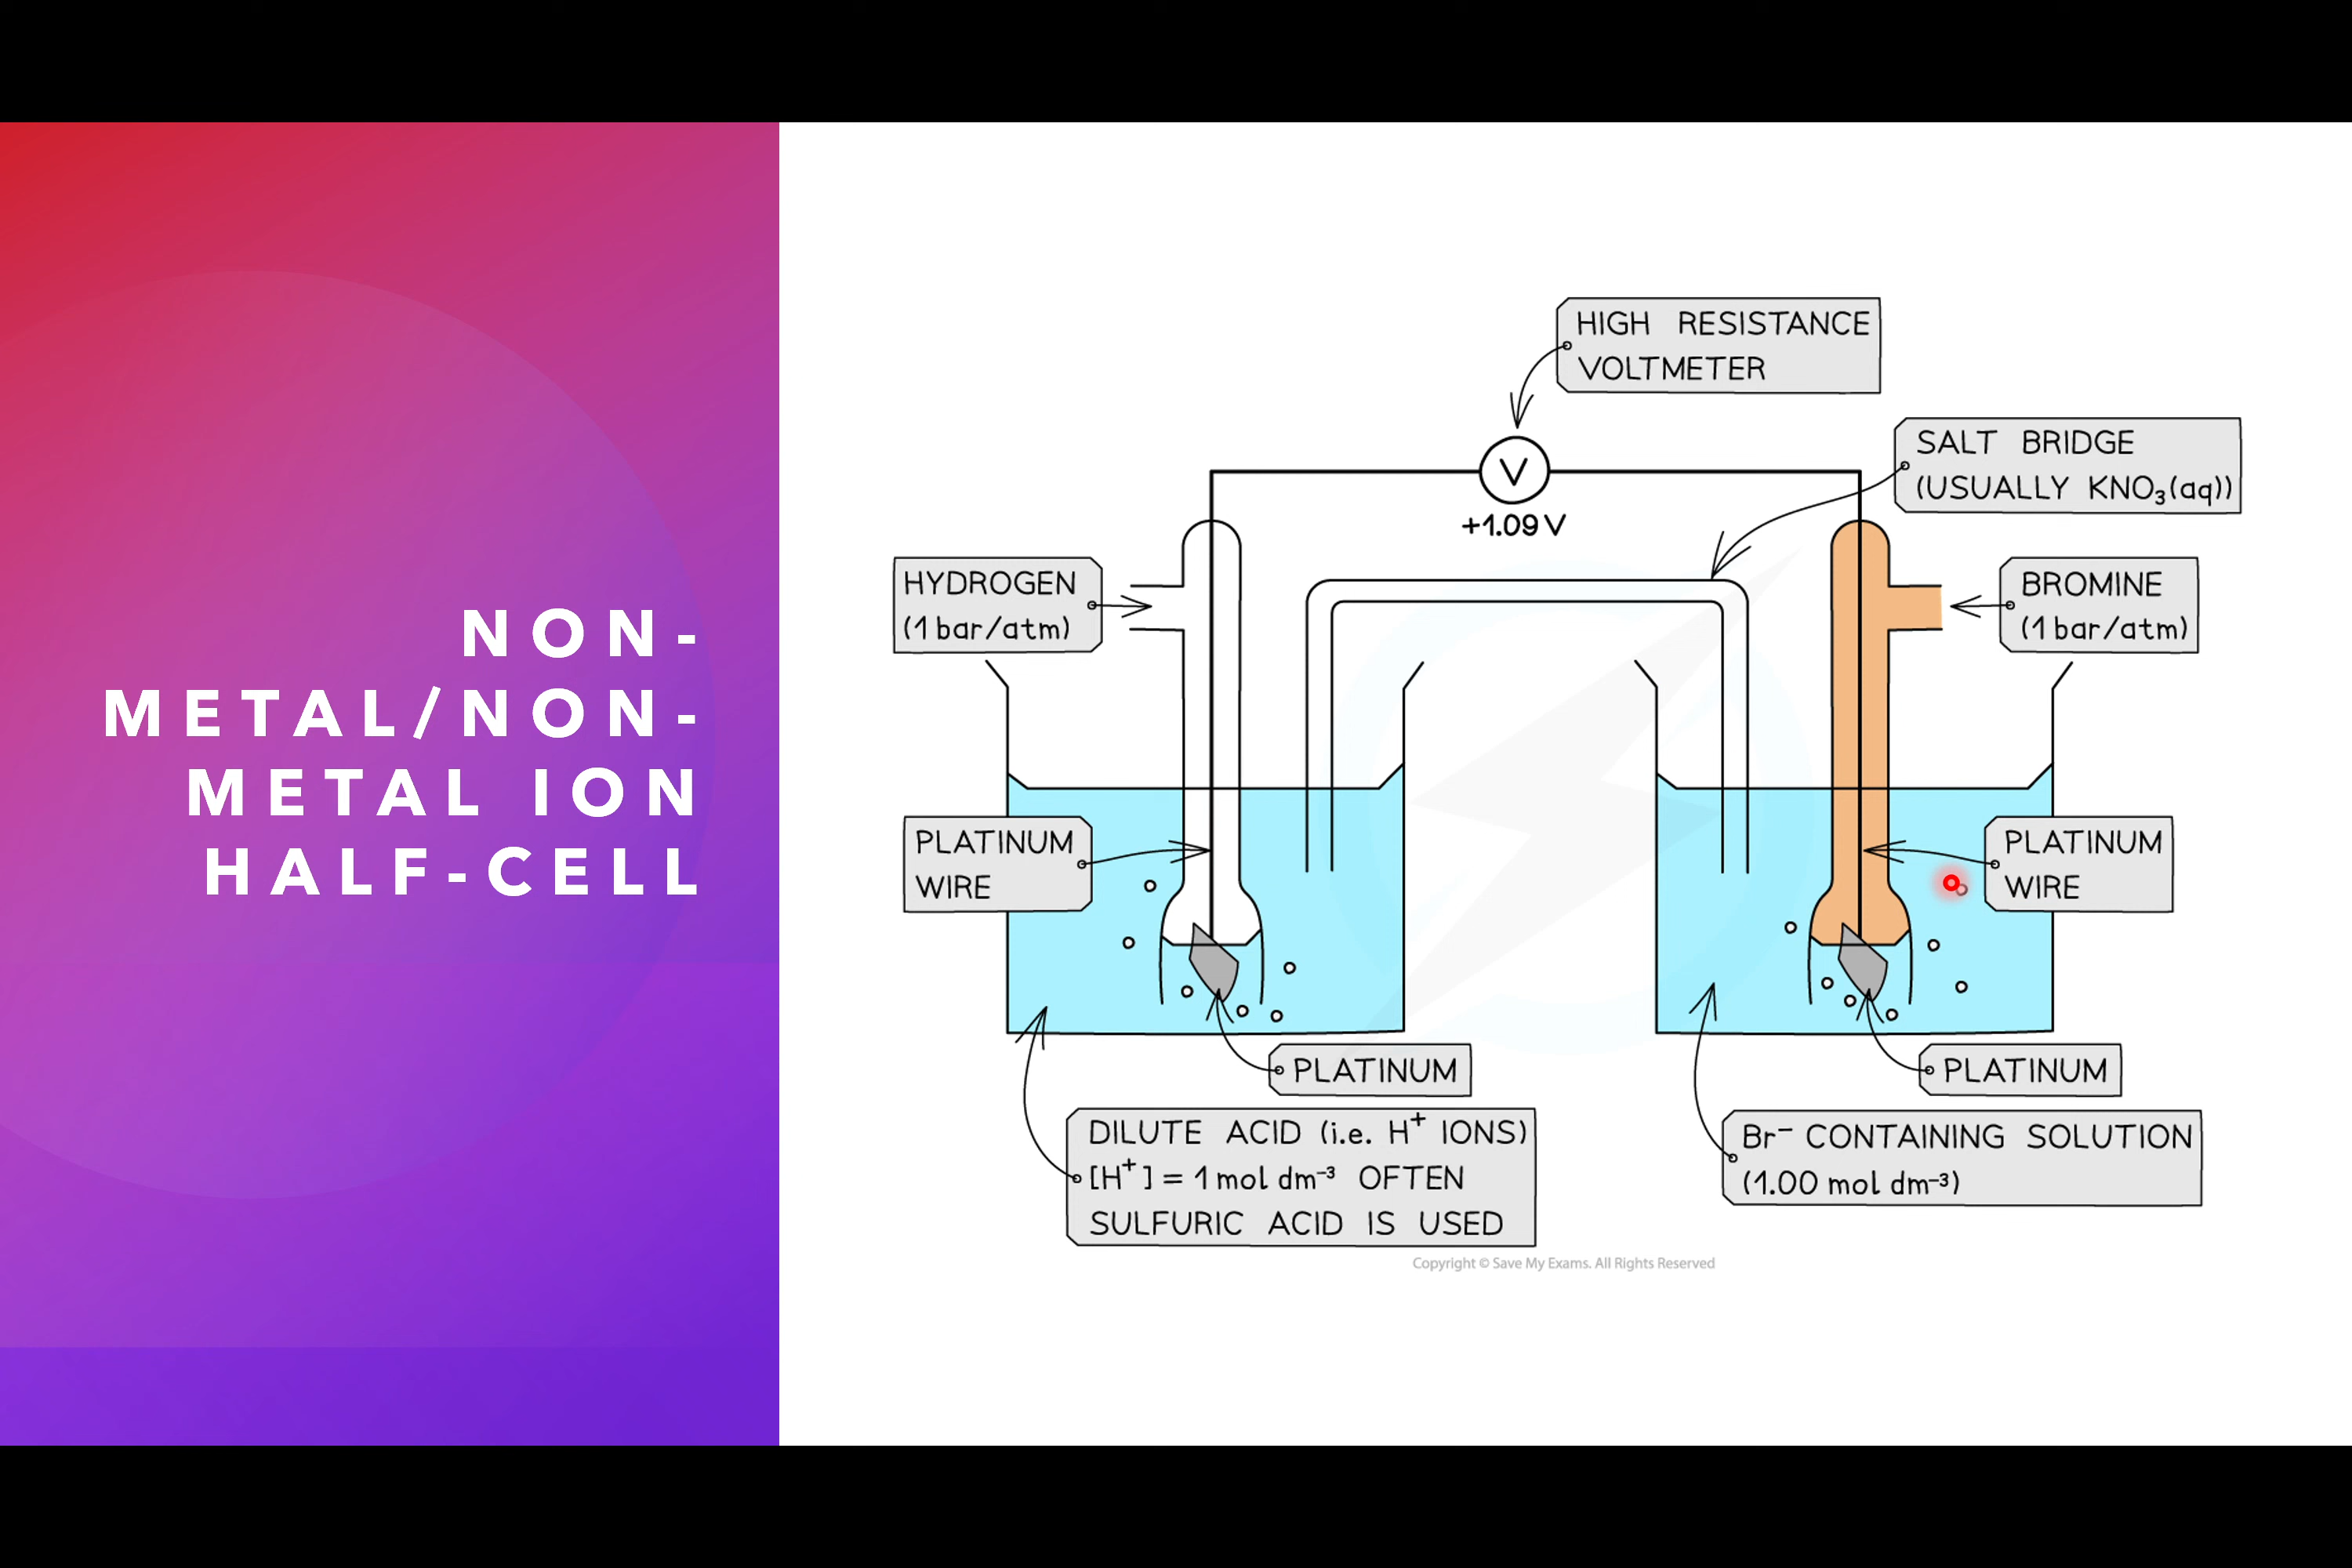 NON-
METAL/NON-
METAL ION
HALF-CELL
HIGH RESISTANCE
VOLTMETER
SALT BRIDGE
(USUALLY KNO₃(aq))
V
+1.09 V
HYDROGEN
(1 bar/atm)
BROMINE
(1 bar/atm)
PLATINUM
WIRE
PLATINUM
WIRE
PLATINUM
PLATINUM
DILUTE ACID (i.e. H⁺ IONS)
[H⁺] = 1 mol dm⁻³ OFTEN
SULFURIC ACID IS USED
Br⁻ CONTAINING SOLUTION
(1.00 mol dm⁻³)
Copyright © Save My Exams. All Rights Reserved